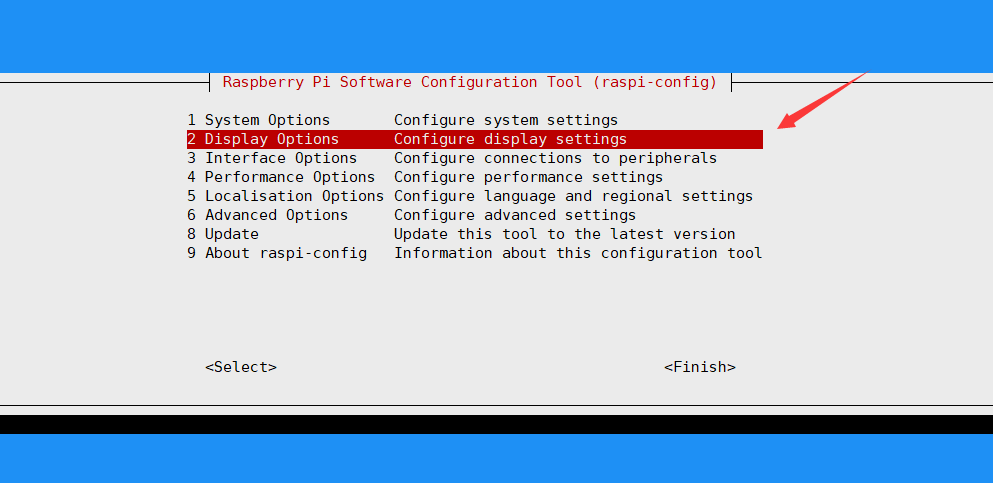 Raspberry Pi Software Configuration Tool (raspi-config)
1 System Options Configure system settings
2 Display Options Configure display settings
3 Interface Options Configure connections to peripherals
4 Performance Options Configure performance settings
5 Localisation Options Configure language and regional settings
6 Advanced Options Configure advanced settings
8 Update Update this tool to the latest version
9 About raspi-config Information about this configuration tool
<Select> <Finish>